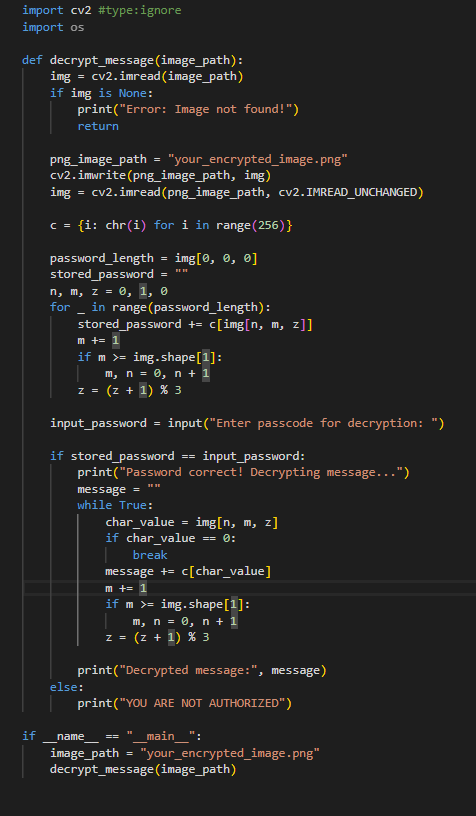 import cv2 #type:ignore
import os
def decrypt_message(image_path):
    img = cv2.imread(image_path)
    if img is None:
        print("Error: Image not found!")
        return
    png_image_path = "your_encrypted_image.png"
    cv2.imwrite(png_image_path, img)
    img = cv2.imread(png_image_path, cv2.IMREAD_UNCHANGED)
    c = {i: chr(i) for i in range(256)}
    password_length = img[0, 0, 0]
    stored_password = ""
    n, m, z = 0, 1, 0
    for _ in range(password_length):
        stored_password += c[img[n, m, z]]
        m += 1
        if m >= img.shape[1]:
            m, n = 0, n + 1
        z = (z + 1) % 3
    input_password = input("Enter passcode for decryption: ")
    if stored_password == input_password:
        print("Password correct! Decrypting message...")
        message = ""
        while True:
            char_value = img[n, m, z]
            if char_value == 0:
                break
            message += c[char_value]
            m += 1
            if m >= img.shape[1]:
                m, n = 0, n + 1
            z = (z + 1) % 3
        print("Decrypted message:", message)
    else:
        print("YOU ARE NOT AUTHORIZED")
if __name__ == "__main__":
    image_path = "your_encrypted_image.png"
    decrypt_message(image_path)